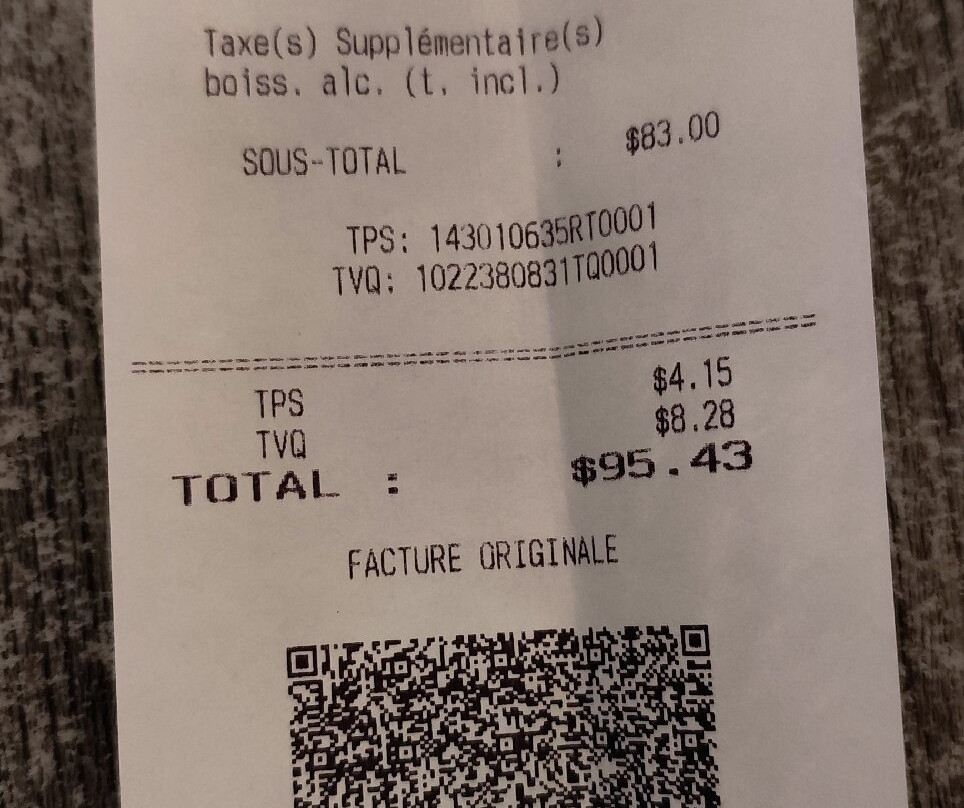 Taxe(s) Supplémentaire(s)
boiss. alc. (t. incl.)
SOUS-TOTAL : $83.00
TPS: 143010635RT0001
TVQ: 1022380831TQ0001
TPS $4.15
TVQ $8.28
TOTAL : $95.43
FACTURE ORIGINALE